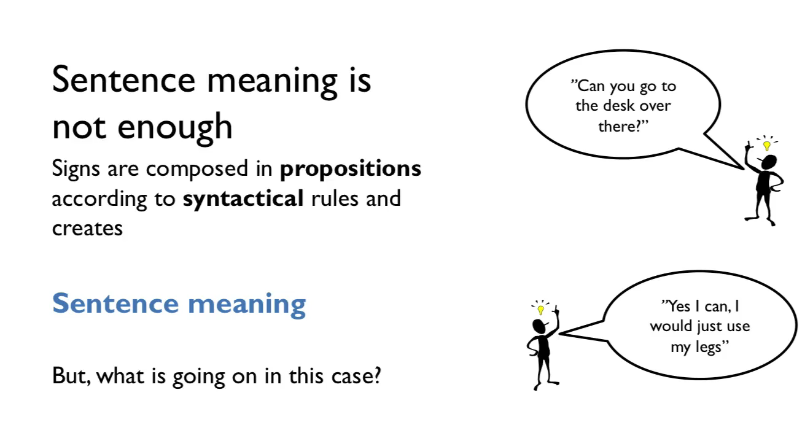 Sentence meaning is
not enough
Signs are composed in propositions
according to syntactical rules and
creates
Sentence meaning
But, what is going on in this case?
”Can you go to
the desk over
there?”
”Yes I can, I
would just use
my legs”